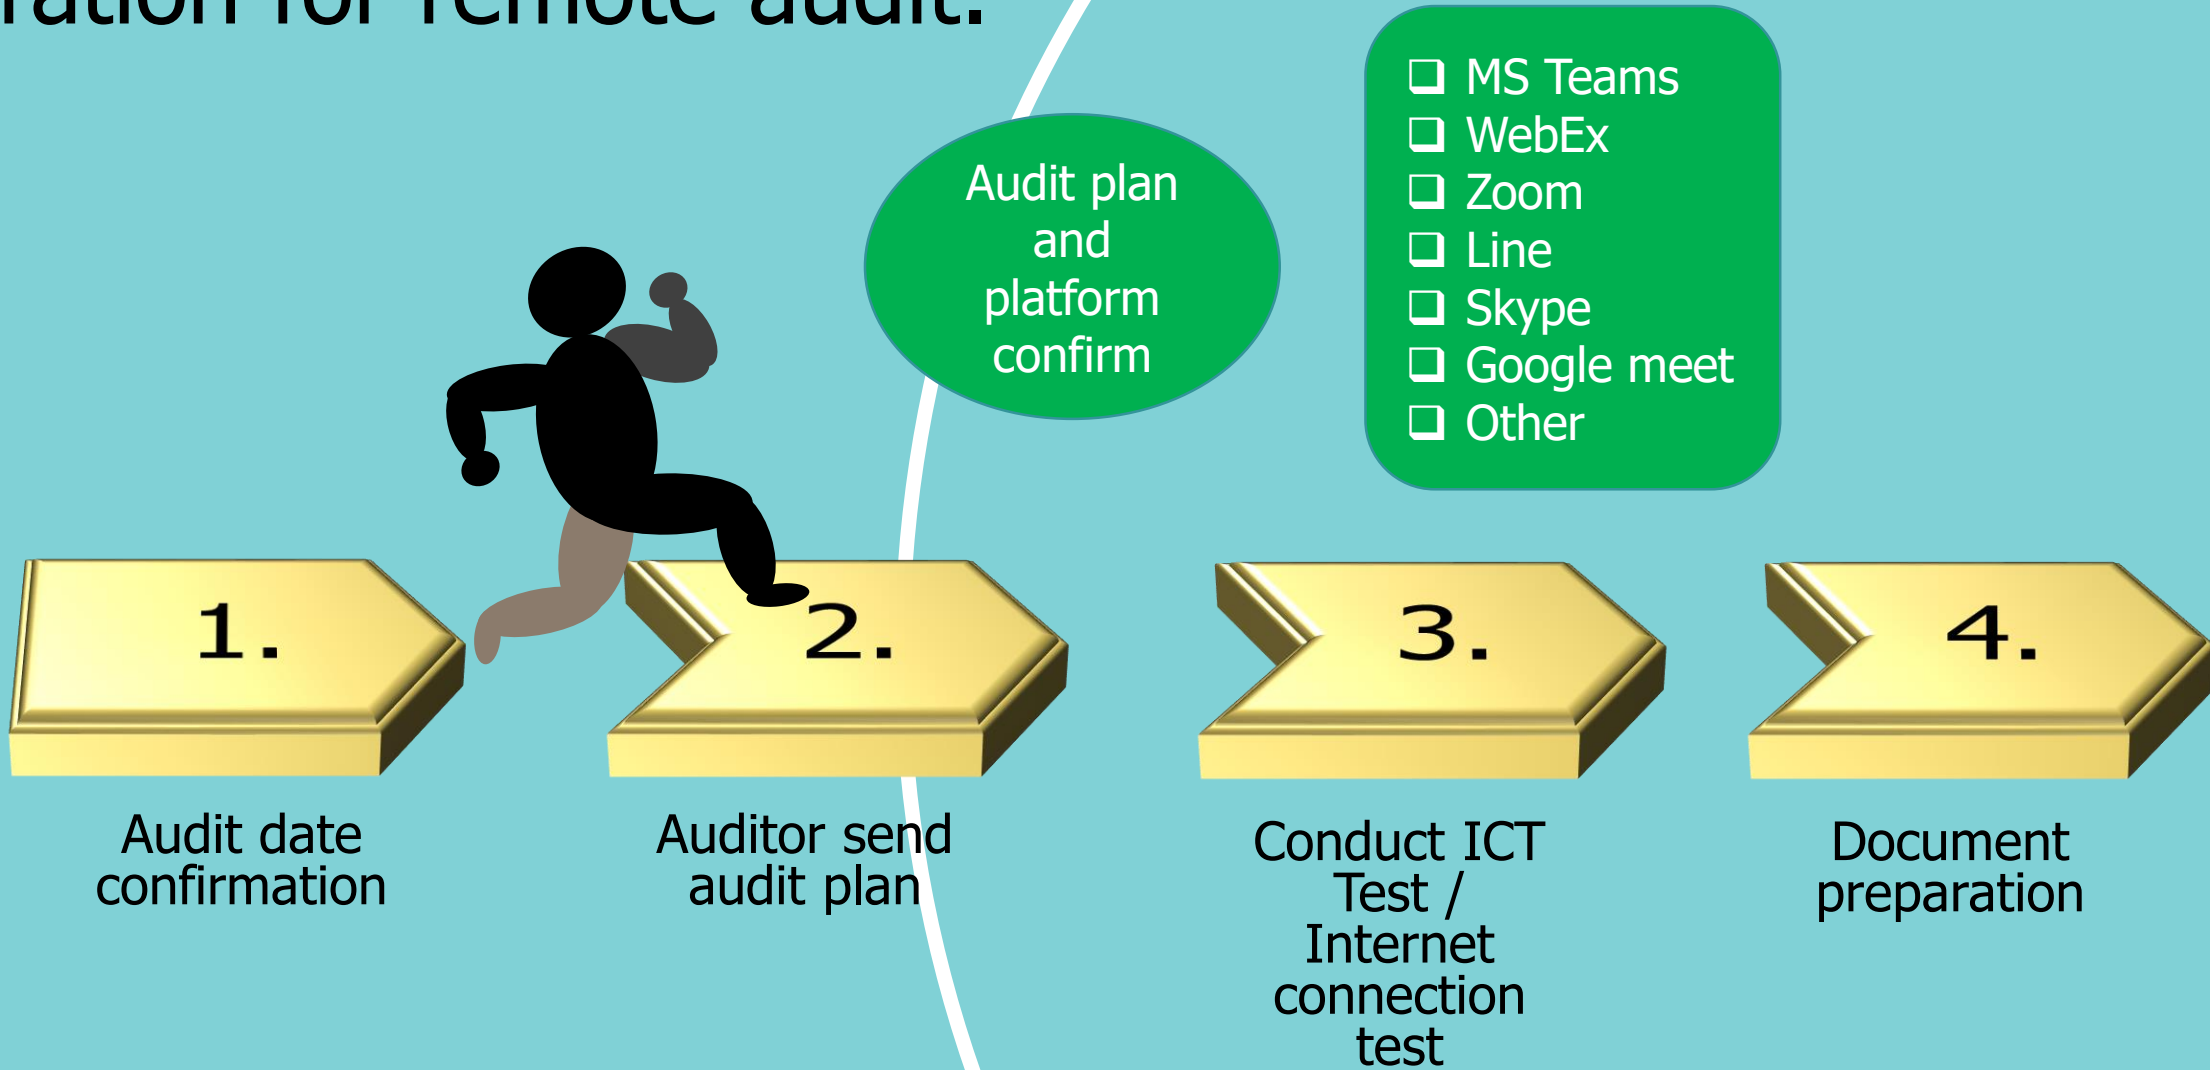 ration for remote audit.
❑ MS Teams
❑ WebEx
❑ Zoom
❑ Line
❑ Skype
❑ Google meet
❑ Other
Audit plan
and
platform
confirm
1.
2.
3.
4.
Audit date
confirmation
Auditor send
audit plan
Conduct ICT
Test /
Internet
connection
test
Document
preparation